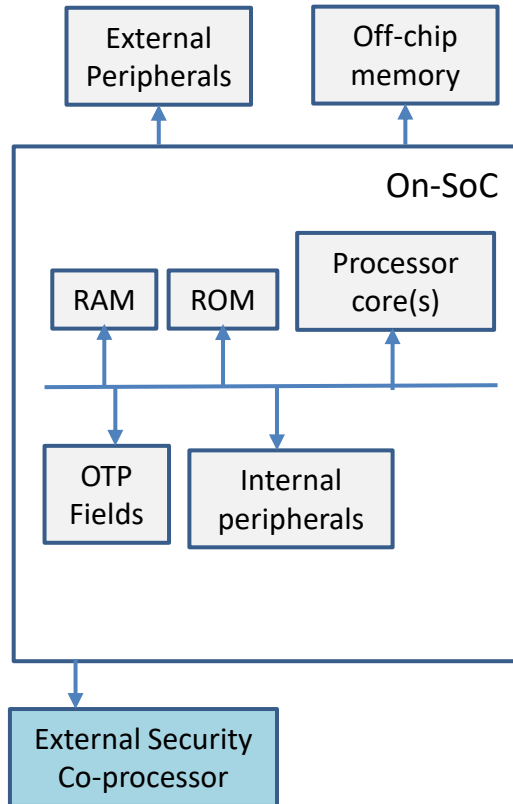 External
Peripherals
Off-chip
memory
On-SoC
RAM
ROM
Processor
core(s)
OTP
Fields
Internal
peripherals
External Security
Co-processor